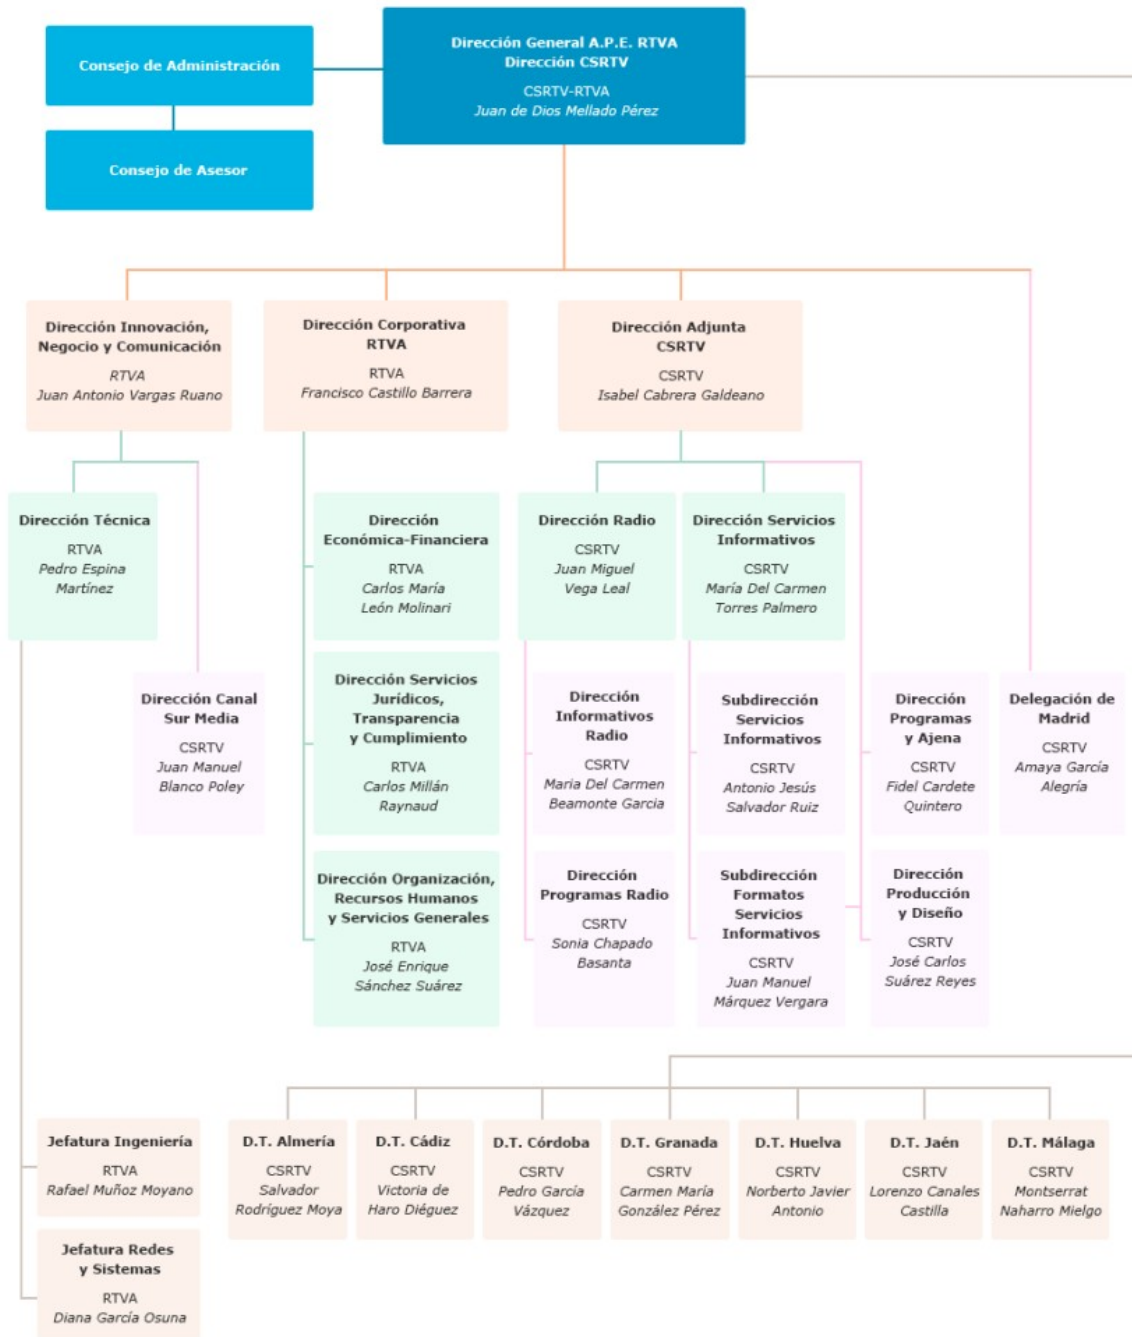 Consejo de Administración
Dirección General A.P.E. RTVA
Dirección CSRTV
CSRTV-RTVA
Juan de Dios Mellado Pérez
Consejo de Asesor
Dirección Innovación,
Negocio y Comunicación
RTVA
Juan Antonio Vargas Ruano
Dirección Corporativa
RTVA
RTVA
Francisco Castillo Barrera
Dirección Adjunta
CSRTV
CSRTV
Isabel Cabrera Galdeano
Dirección Técnica
RTVA
Pedro Espina
Martínez
Dirección
Económica-Financiera
RTVA
Carlos María
León Molinari
Dirección Radio
CSRTV
Juan Miguel
Vega Leal
Dirección Servicios
Informativos
CSRTV
María Del Carmen
Torres Palmero
Dirección Canal
Sur Media
CSRTV
Juan Manuel
Blanco Poley
Dirección Servicios
Jurídicos,
Transparencia
y Cumplimiento
RTVA
Carlos Millán
Raynaud
Dirección
Informativos
Radio
CSRTV
Maria Del Carmen
Beamonte Garcia
Subdirección
Servicios
Informativos
CSRTV
Antonio Jesús
Salvador Ruiz
Dirección
Programas
y Ajena
CSRTV
Fidel Cardete
Quintero
Delegación de
Madrid
CSRTV
Amaya García
Alegría
Dirección Organización,
Recursos Humanos
y Servicios Generales
RTVA
José Enrique
Sánchez Suárez
Dirección
Programas Radio
CSRTV
Sonia Chapado
Basanta
Subdirección
Formatos
Servicios
Informativos
CSRTV
Juan Manuel
Márquez Vergara
Dirección
Producción
y Diseño
CSRTV
José Carlos
Suárez Reyes
Jefatura Ingeniería
RTVA
Rafael Muñoz Moyano
D.T. Almería
CSRTV
Salvador
Rodríguez Moya
D.T. Cádiz
CSRTV
Victoria de
Haro Diéguez
D.T. Córdoba
CSRTV
Pedro García
Vázquez
D.T. Granada
CSRTV
Carmen María
González Pérez
D.T. Huelva
CSRTV
Norberto Javier
Antonio
D.T. Jaén
CSRTV
Lorenzo Canales
Castilla
D.T. Málaga
CSRTV
Montserrat
Naharro Mielgo
Jefatura Redes
y Sistemas
RTVA
Diana García Osuna